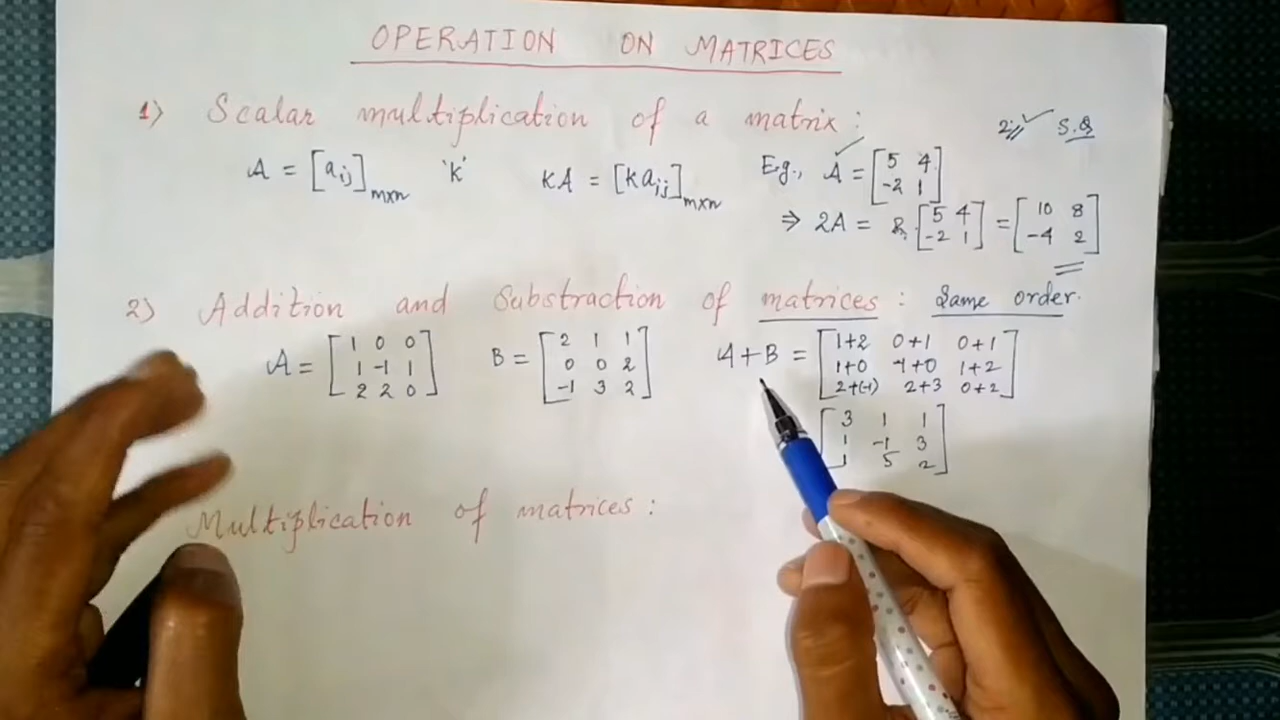 OPERATION ON MATRICES
1) Scalar multiplication of a matrix :
2;, ✓ S.Q
A = [aij]m×n 'k' KA = [kaij]m×n Eg., A = [5 4
-2 1]
⇒ 2A = 2. [5 4
-2 1] = [10 8
-4 2]
2) Addition and Substraction of matrices : Same order.
A = [1 0 0
1 -1 1
2 2 0]
B = [2 1 1
0 0 2
-1 3 2]
A+B = [1+2 0+1 0+1
1+0 -1+0 1+2
2+(-1) 2+3 0+2]
[3 1 1
1 -1 3
1 5 2]
Multiplication of matrices :